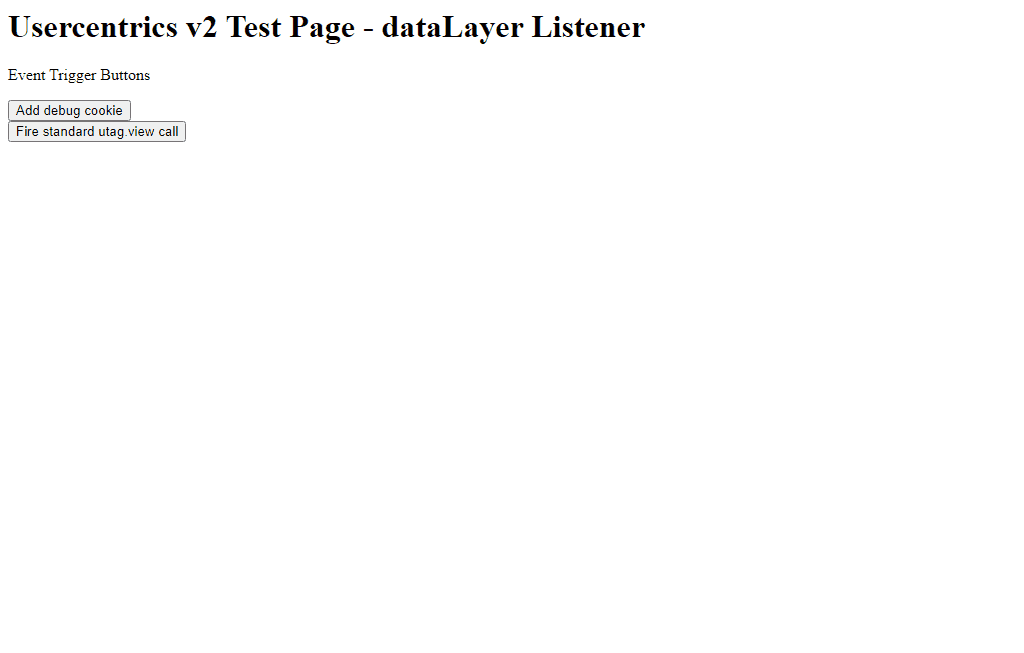 Usercentrics v2 Test Page - dataLayer Listener
Event Trigger Buttons
Add debug cookie
Fire standard utag.view call